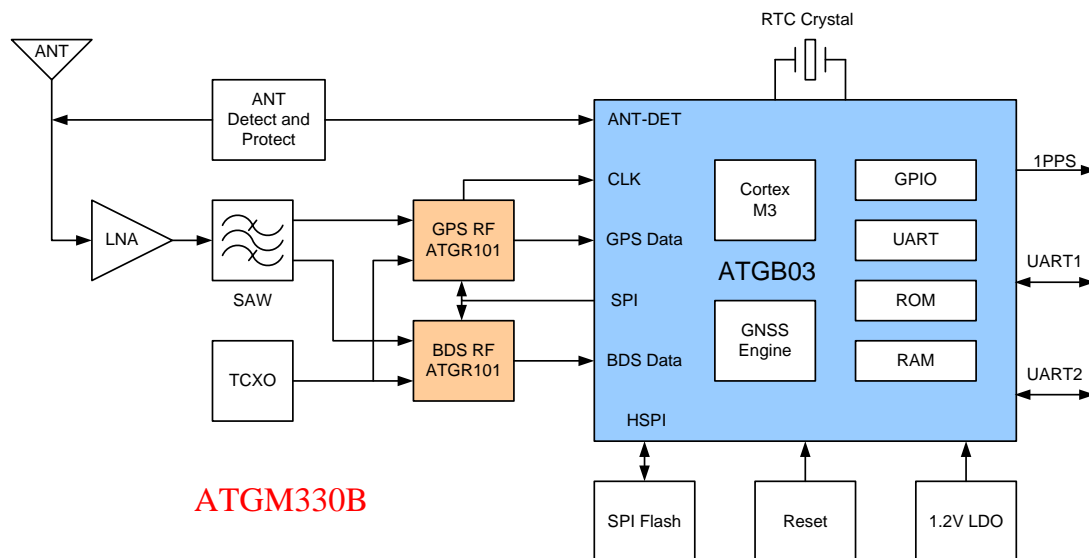 RTC Crystal
ANT
ANT
Detect and
Protect
ANT-DET
1PPS
CLK
Cortex
M3
GPIO
LNA
GPS RF
ATGR101
GPS Data
UART
ATGB03
UART1
SAW
SPI
ROM
BDS RF
ATGR101
GNSS
Engine
BDS Data
RAM
TCXO
UART2
HSPI
ATGM330B
SPI Flash
Reset
1.2V LDO